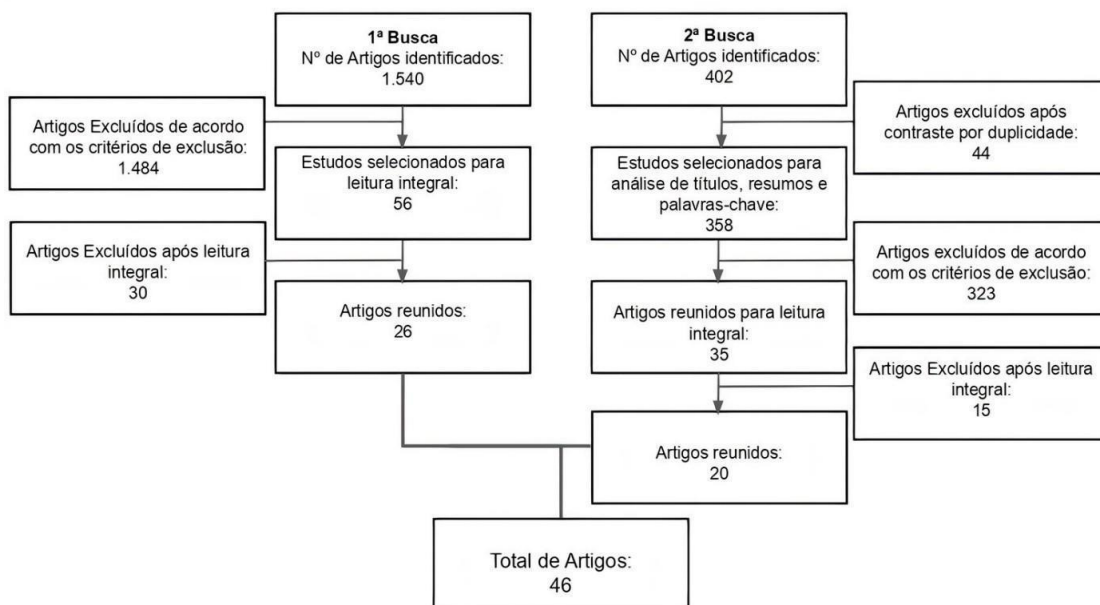 1ª Busca
Nº de Artigos identificados:
1.540
Artigos Excluídos de acordo
com os critérios de exclusão:
1.484
Estudos selecionados para
leitura integral:
56
Artigos Excluídos após leitura
integral:
30
Artigos reunidos:
26
2ª Busca
Nº de Artigos identificados:
402
Artigos excluídos após
contraste por duplicidade:
44
Estudos selecionados para
análise de títulos, resumos e
palavras-chave:
358
Artigos excluídos de acordo
com os critérios de exclusão:
323
Artigos reunidos para leitura
integral:
35
Artigos Excluídos após leitura
integral:
15
Artigos reunidos:
20
Total de Artigos:
46